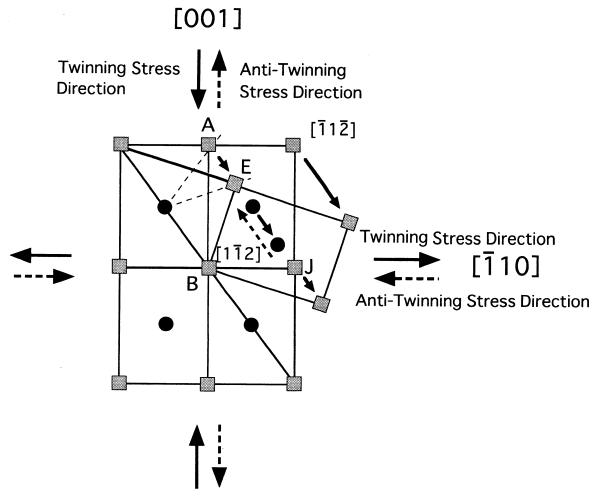 [001]
Twinning Stress
Direction
Anti-Twinning
Stress Direction
A
[1̄12̄]
E
Twinning Stress Direction
[11̄2]
J
[1̄10]
B
Anti-Twinning Stress Direction